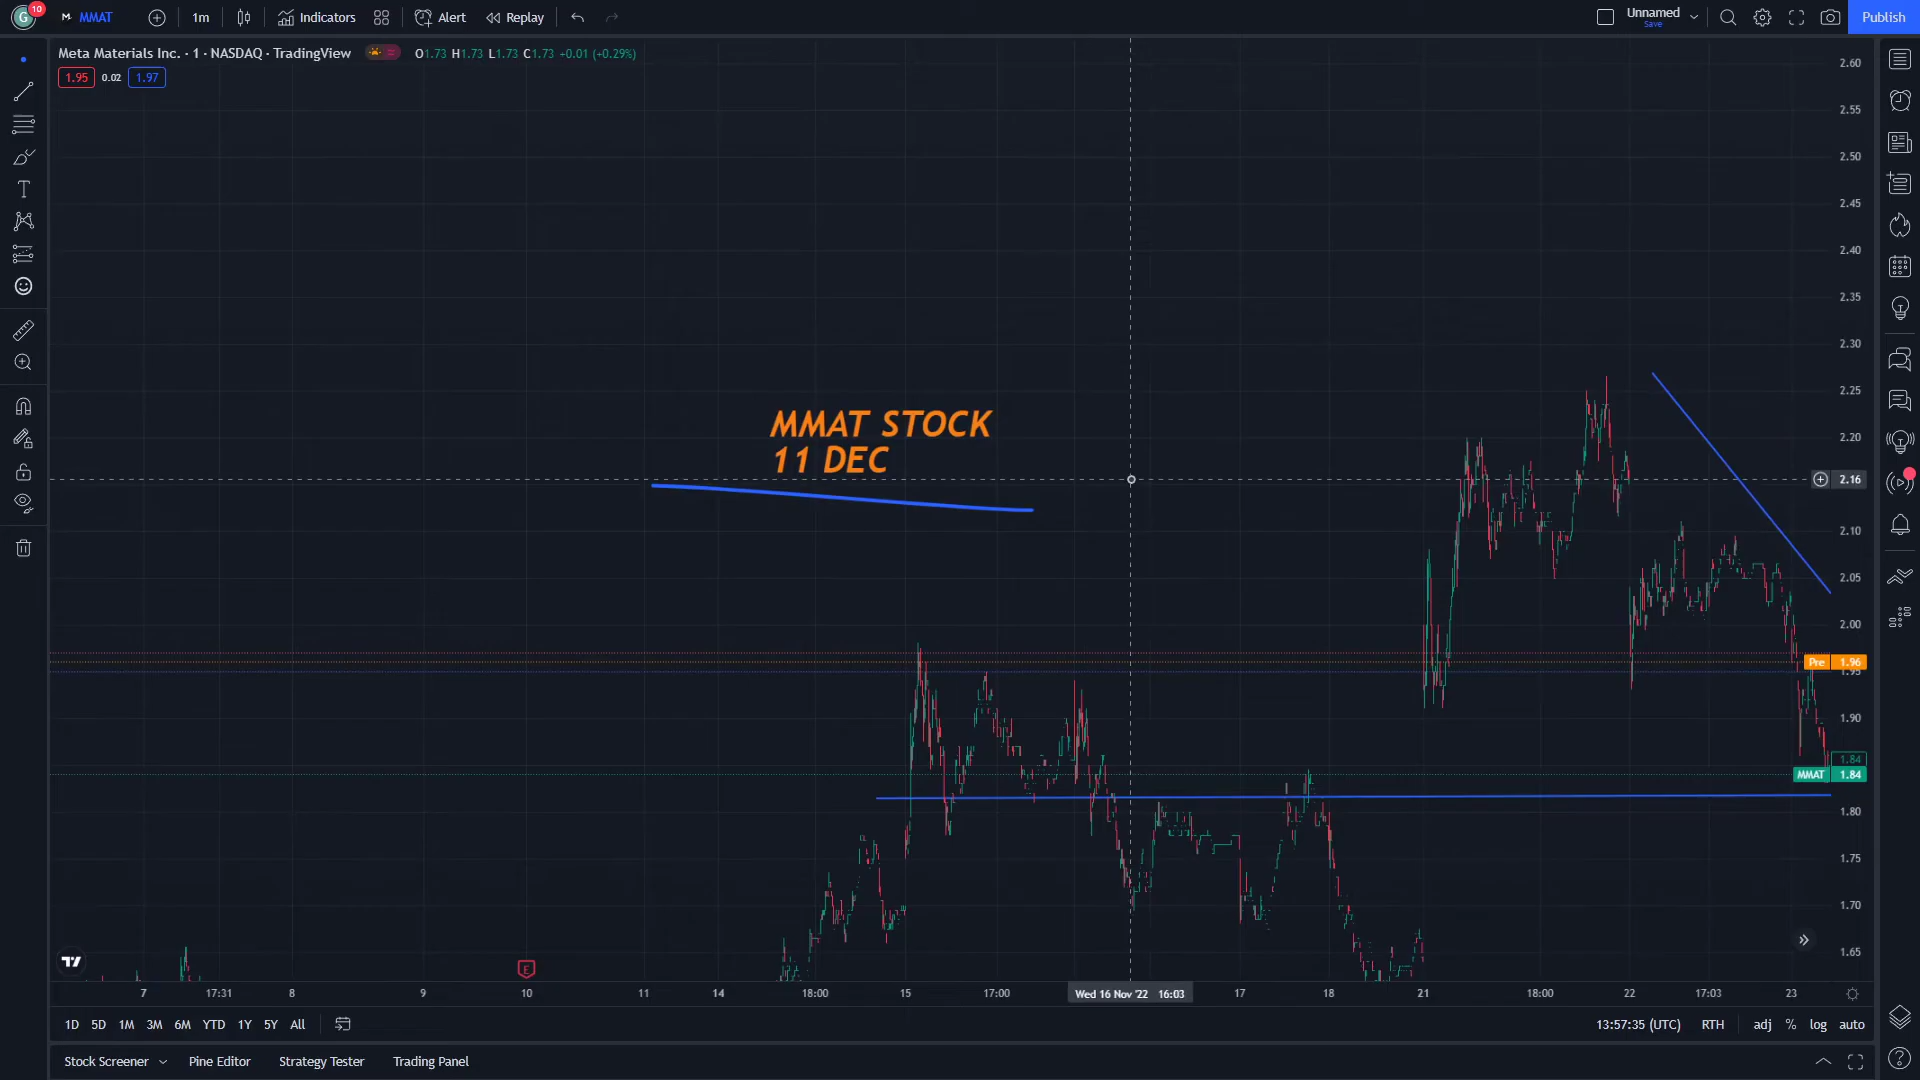 G 10 M· MMAT 1m Indicators Alert Replay Unnamed Save Publish
Meta Materials Inc. · 1 · NASDAQ · TradingView O1.73 H1.73 L1.73 C1.73 +0.01 (+0.29%)
1.95 0.02 1.97
2.60
2.55
2.50
2.45
2.40
2.35
2.30
2.25
2.20
MMAT STOCK
11 DEC
2.16
2.10
2.05
2.00
Pre 1.96
1.95
1.90
1.84
MMAT 1.84
1.80
1.75
1.70
1.65
E
7 17:31 8 9 10 11 14 18:00 15 17:00 Wed 16 Nov '22 16:03 17 18 21 18:00 22 17:03 23
1D 5D 1M 3M 6M YTD 1Y 5Y All 13:57:35 (UTC) RTH adj % log auto
Stock Screener Pine Editor Strategy Tester Trading Panel